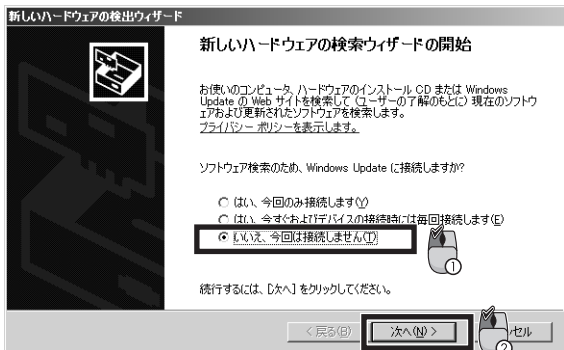 新しいハードウェアの検出ウィザード
新しいハードウェアの検索ウィザードの開始
お使いのコンピュータ、ハードウェアのインストール CD または Windows
Update の Web サイトを検索して (ユーザーの了解のもとに) 現在のソフトウ
ェアおよび更新されたソフトウェアを検索します。
プライバシー ポリシーを表示します。
ソフトウェア検索のため、Windows Update に接続しますか?
はい、今回のみ接続します(Y)
はい、今すぐおよびデバイスの接続時には毎回接続します(E)
いいえ、今回は接続しません(T)
①
続行するには、[次へ] をクリックしてください。
< 戻る(B) 次へ(N) > セル
②